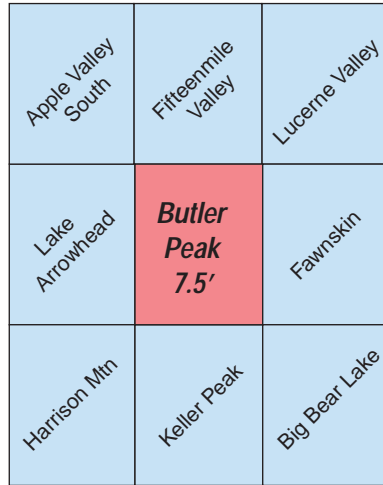 Apple Valley
South
Fifteenmile
Valley
Lucerne Valley
Lake
Arrowhead
Butler
Peak
7.5′
Fawnskin
Harrison Mtn
Keller Peak
Big Bear Lake